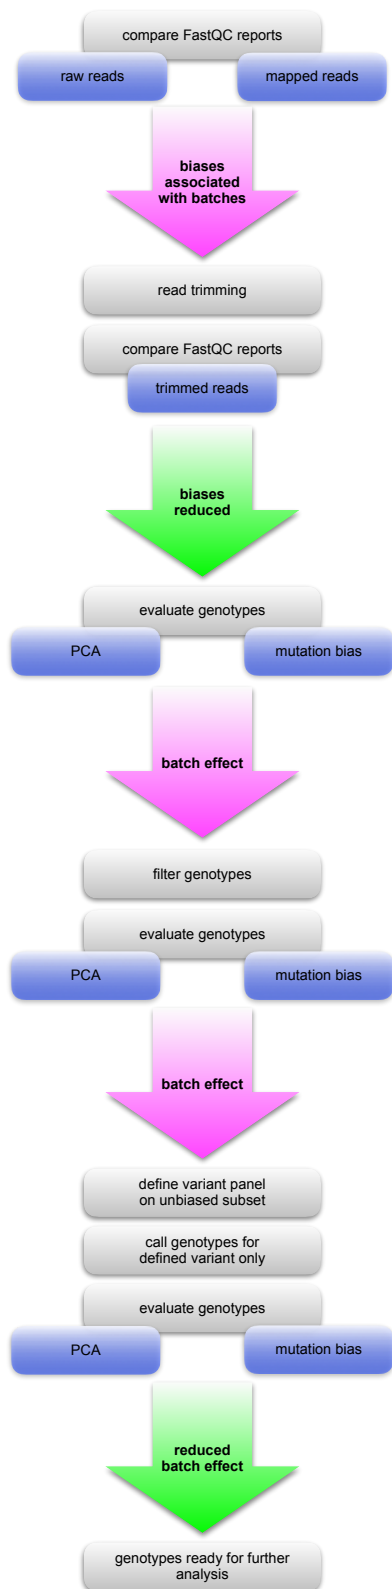 compare FastQC reports
raw reads
mapped reads
biases
associated
with batches
read trimming
compare FastQC reports
trimmed reads
biases
reduced
evaluate genotypes
PCA
mutation bias
batch effect
filter genotypes
evaluate genotypes
PCA
mutation bias
batch effect
define variant panel
on unbiased subset
call genotypes for
defined variant only
evaluate genotypes
PCA
mutation bias
reduced
batch effect
genotypes ready for further
analysis